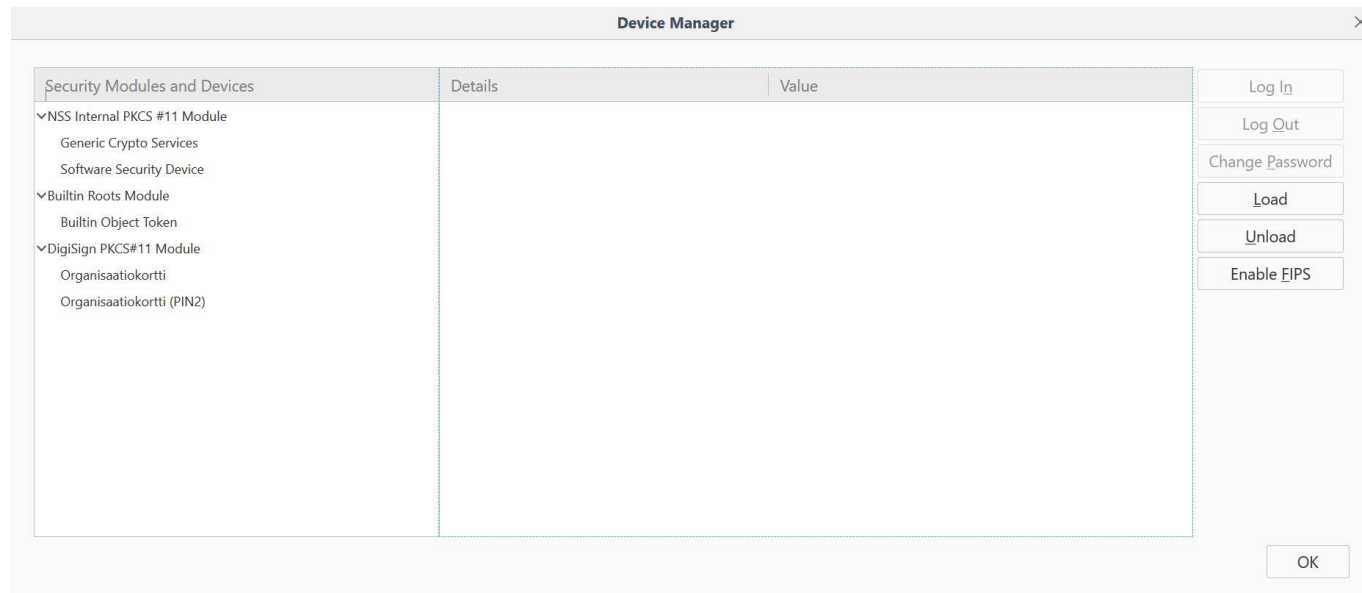 Device Manager
Security Modules and Devices
Details
Value
NSS Internal PKCS #11 Module
Generic Crypto Services
Software Security Device
Builtin Roots Module
Builtin Object Token
DigiSign PKCS#11 Module
Organisaatiokortti
Organisaatiokortti (PIN2)
Log In
Log Out
Change Password
Load
Unload
Enable FIPS
OK